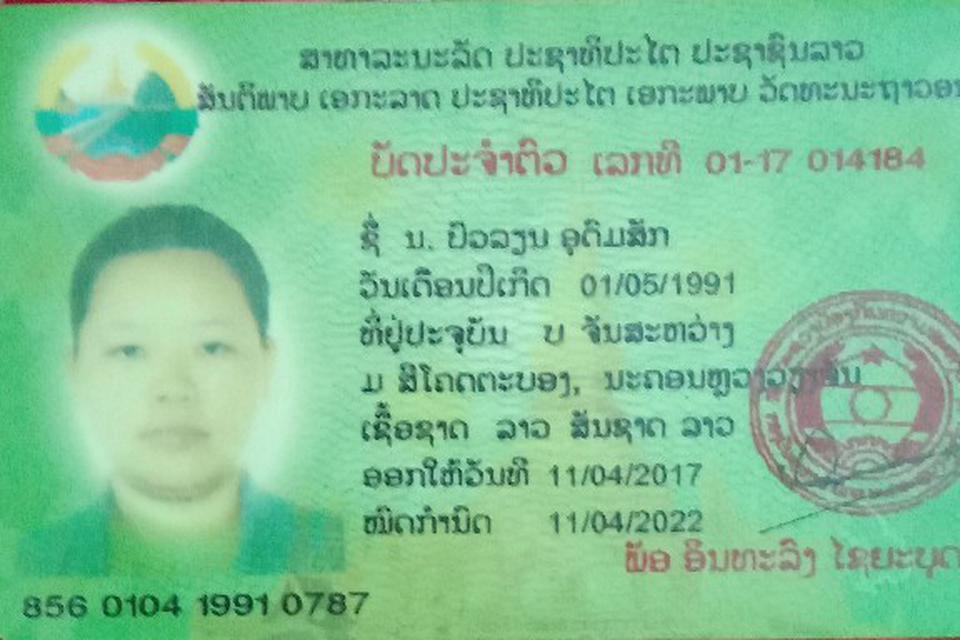 ສາທາລະນະລັດ ປະຊາທິປະໄຕ ປະຊາຊົນລາວ
ສັນຕິພາບ ເອກະລາດ ປະຊາທິປະໄຕ ເອກະພາບ ວັດທະນະຖາວອນ
ບັດປະຈຳຕົວ ເລກທີ 01-17 014184
ຊື່ ນ. ປົວລຽນ ອຸດົມສັກ
ວັນເດືອນປີເກີດ 01/05/1991
ທີ່ຢູ່ປະຈຸບັນ ບ ຈັນສະຫວ່າງ
ມ ສີໂຄດຕະບອງ, ນະຄອນຫຼວງວຽງຈັນ
ເຊື້ອຊາດ ລາວ ສັນຊາດ ລາວ
ອອກໃຫ້ວັນທີ 11/04/2017
ໝົດກຳນົດ 11/04/2022
ພັອ ອິນທະລົງ ໄຊຍະບຸດ
856 0104 1991 0787